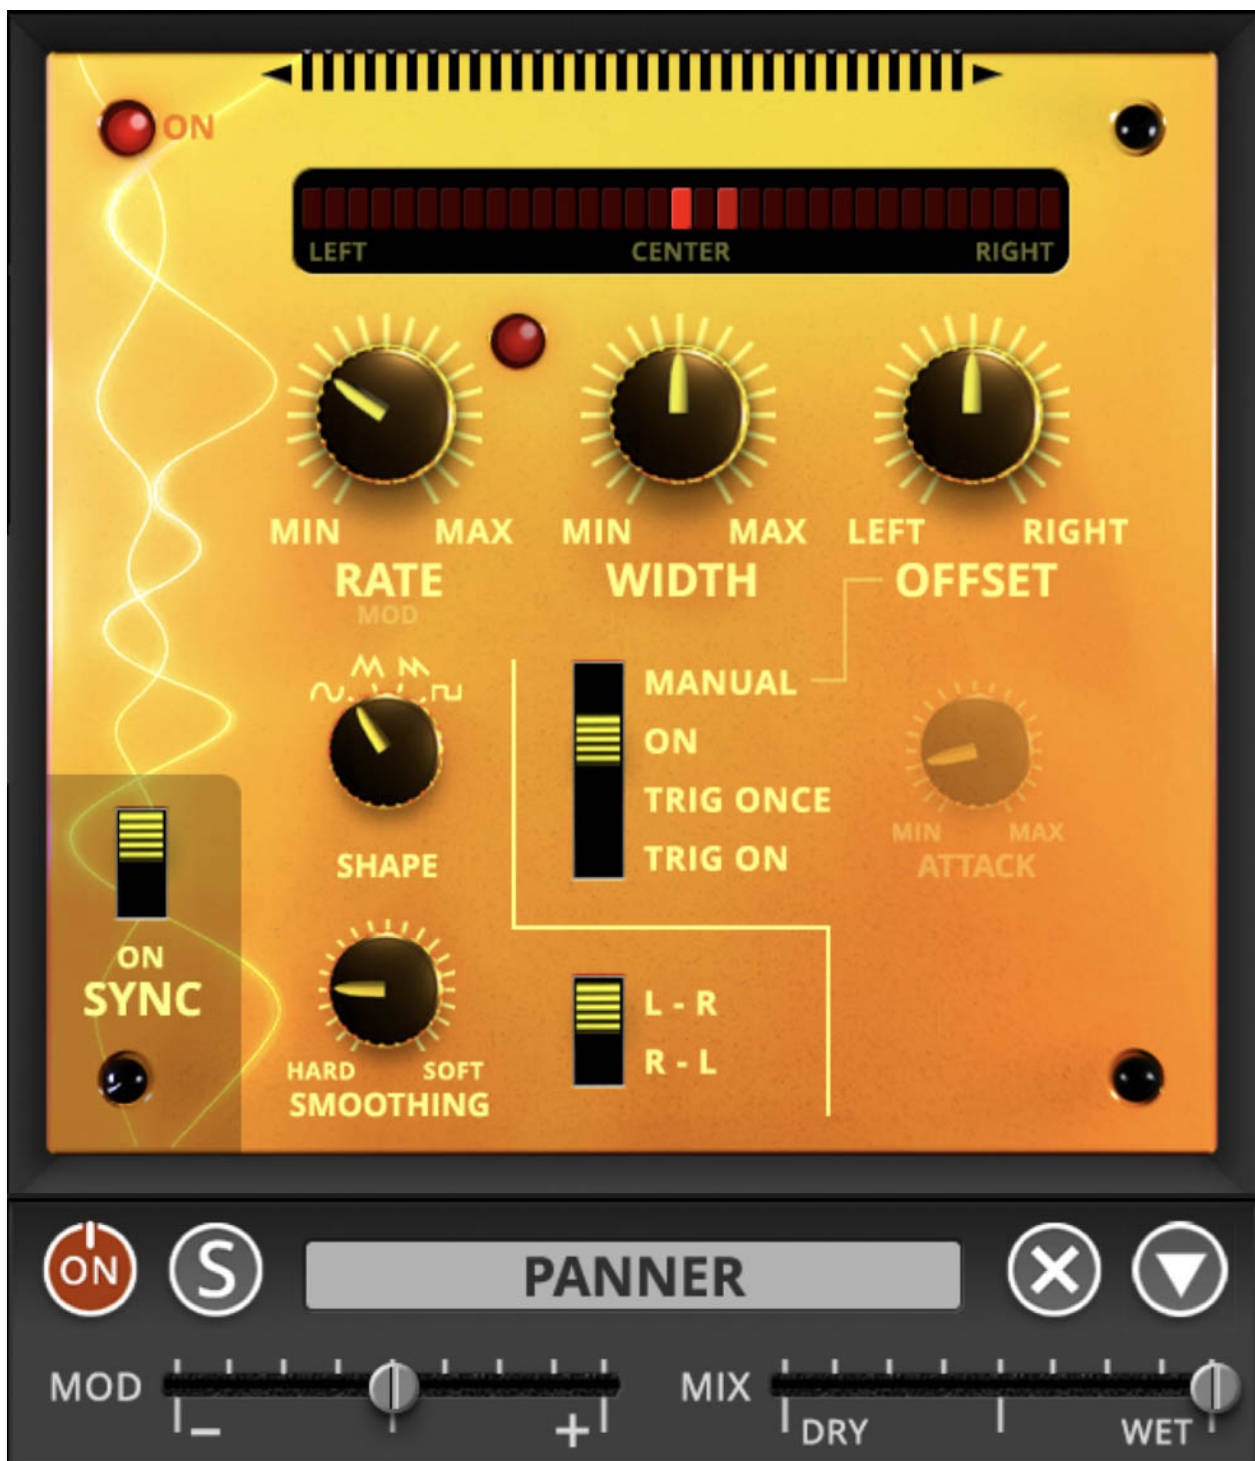 ON
LEFT CENTER RIGHT
MIN MAX MIN MAX LEFT RIGHT
RATE WIDTH OFFSET
MOD
MANUAL
ON
TRIG ONCE
MIN MAX
TRIG ON
SHAPE ATTACK
ON
SYNC
L - R
HARD SOFT R - L
SMOOTHING
ON S PANNER
MOD MIX
- + DRY WET